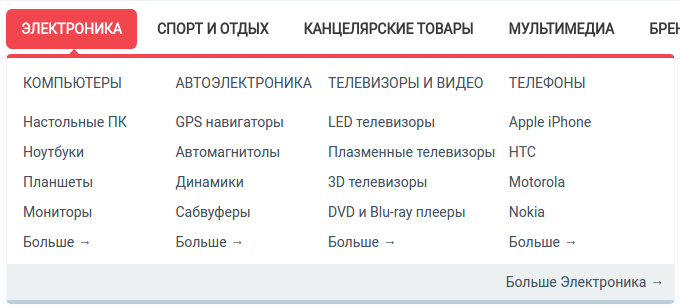 ЭЛЕКТРОНИКА СПОРТ И ОТДЫХ КАНЦЕЛЯРСКИЕ ТОВАРЫ МУЛЬТИМЕДИА
КОМПЬЮТЕРЫ АВТОЭЛЕКТРОНИКА ТЕЛЕВИЗОРЫ И ВИДЕО ТЕЛЕФОНЫ
Настольные ПК GPS навигаторы LED телевизоры Apple iPhone
Ноутбуки Автомагнитолы Плазменные телевизоры HTC
Планшеты Динамики 3D телевизоры Motorola
Мониторы Сабвуферы DVD и Blu-ray плееры Nokia
Больше → Больше → Больше → Больше →
Больше Электроника →